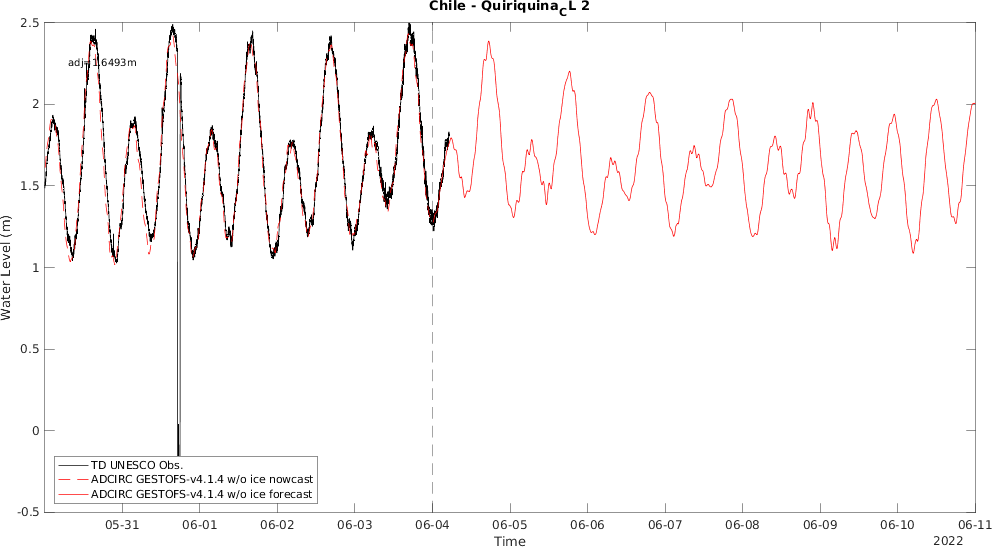 Chile - Quiriquina_CL 2
2.5
adj=1.6493m
2
1.5
Water Level (m)
1
0.5
0
TD UNESCO Obs.
ADCIRC GESTOFS-v4.1.4 w/o ice nowcast
ADCIRC GESTOFS-v4.1.4 w/o ice forecast
-0.5
05-31 06-01 06-02 06-03 06-04 06-05 06-06 06-07 06-08 06-09 06-10 06-11
Time
2022